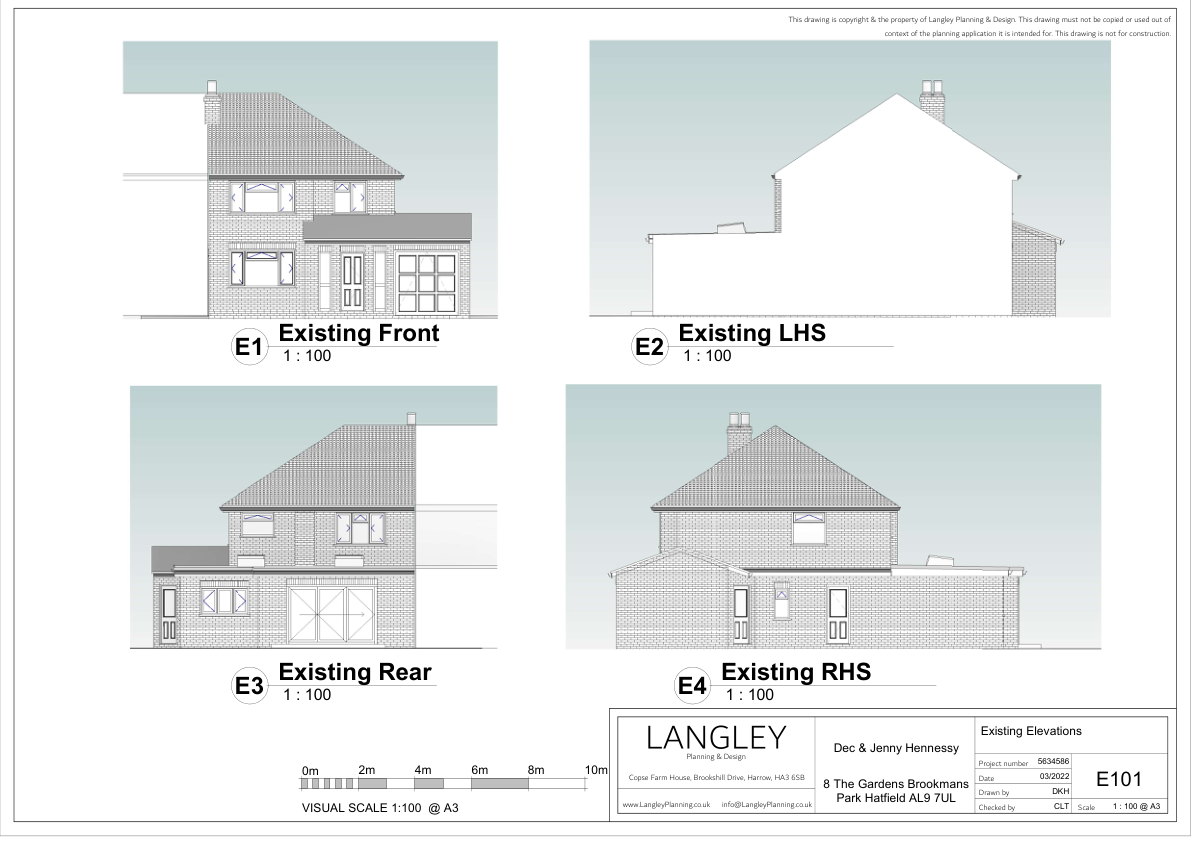 This drawing is copyright & the property of Langley Planning & Design. This drawing must not be copied or used out of
context of the planning application it is intended for. This drawing is not for construction.
E1
Existing Front
1 : 100
E2
Existing LHS
1 : 100
E3
Existing Rear
1 : 100
E4
Existing RHS
1 : 100
0m 2m 4m 6m 8m 10m
VISUAL SCALE 1:100 @ A3
LANGLEY
Planning & Design
Copse Farm House, Brookshill Drive, Harrow, HA3 6SB
www.LangleyPlanning.co.uk info@LangleyPlanning.co.uk
Dec & Jenny Hennessy
8 The Gardens Brookmans
Park Hatfield AL9 7UL
Existing Elevations
Project number 5634586
Date 03/2022
Drawn by DKH
Checked by CLT
E101
Scale 1 : 100 @ A3